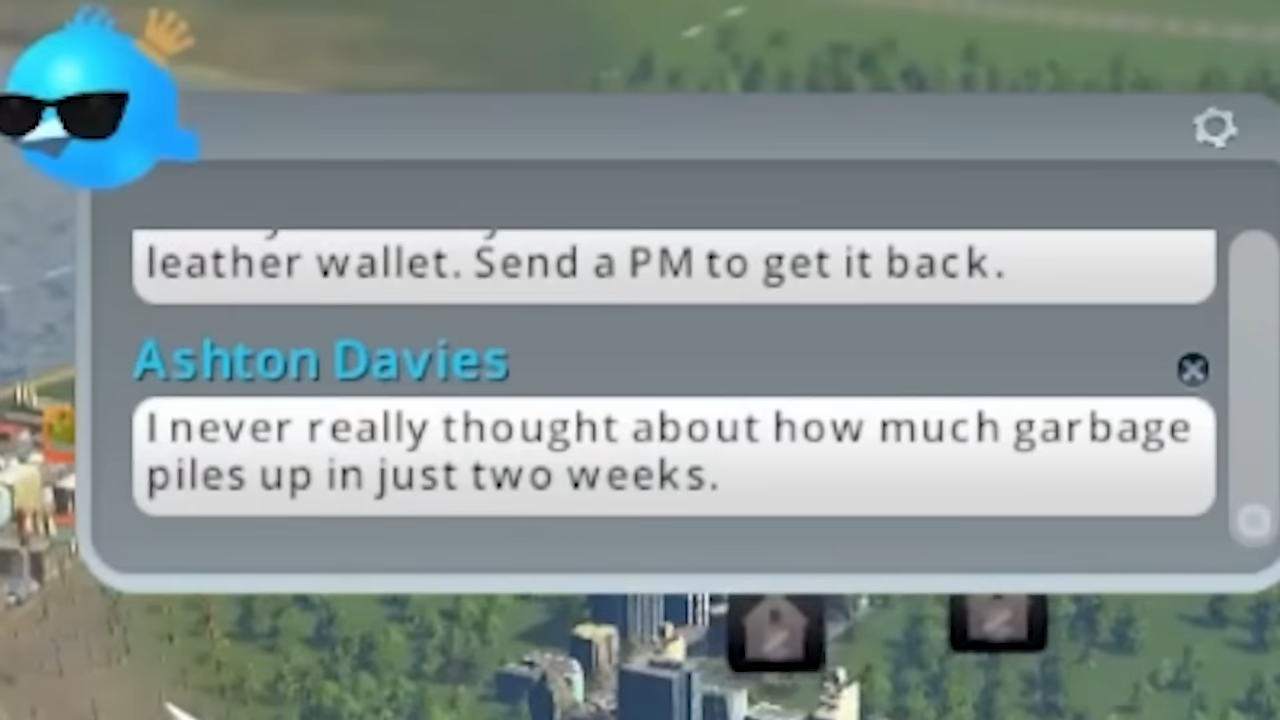 leather wallet. Send a PM to get it back.
Ashton Davies
I never really thought about how much garbage
piles up in just two weeks.